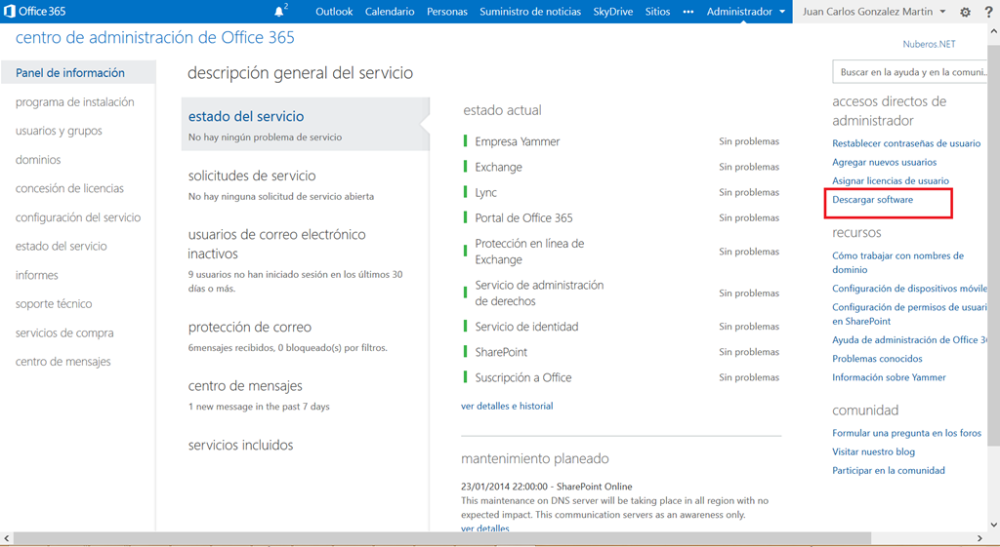 Office 365
2
Outlook Calendario Personas Suministro de noticias SkyDrive Sitios ••• Administrador Juan Carlos Gonzalez Martin ?
centro de administración de Office 365
Nuberos.NET
Panel de información
programa de instalación
usuarios y grupos
dominios
concesión de licencias
configuración del servicio
estado del servicio
informes
soporte técnico
servicios de compra
centro de mensajes
descripción general del servicio
estado del servicio
No hay ningún problema de servicio
solicitudes de servicio
No hay ninguna solicitud de servicio abierta
usuarios de correo electrónico
inactivos
9 usuarios no han iniciado sesión en los últimos 30
días o más.
protección de correo
6mensajes recibidos, 0 bloqueado(s) por filtros.
centro de mensajes
1 new message in the past 7 days
servicios incluidos
estado actual
Empresa Yammer Sin problemas
Exchange Sin problemas
Lync Sin problemas
Portal de Office 365 Sin problemas
Protección en línea de
Exchange Sin problemas
Servicio de administración
de derechos Sin problemas
Servicio de identidad Sin problemas
SharePoint Sin problemas
Suscripción a Office Sin problemas
ver detalles e historial
mantenimiento planeado
23/01/2014 22:00:00 - SharePoint Online
This maintenance on DNS server will be taking place in all region with no
expected impact. This communication servers as an awareness only.
ver detalles
Buscar en la ayuda y en la comuni...
accesos directos de
administrador
Restablecer contraseñas de usuario
Agregar nuevos usuarios
Asignar licencias de usuario
Descargar software
recursos
Cómo trabajar con nombres de
dominio
Configuración de dispositivos móvile
Configuración de permisos de usuari
en SharePoint
Ayuda de administración de Office 3
Problemas conocidos
Información sobre Yammer
comunidad
Formular una pregunta en los foros
Visitar nuestro blog
Participar en la comunidad